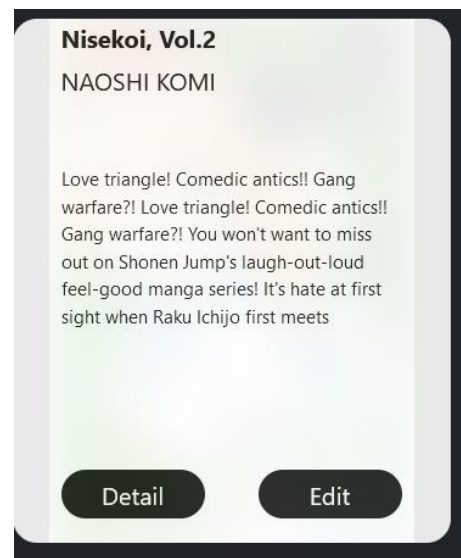 Nisekoi, Vol.2
NAOSHI KOMI
Love triangle! Comedic antics!! Gang
warfare?! Love triangle! Comedic antics!!
Gang warfare?! You won't want to miss
out on Shonen Jump's laugh-out-loud
feel-good manga series! It's hate at first
sight when Raku Ichijo first meets
Detail Edit